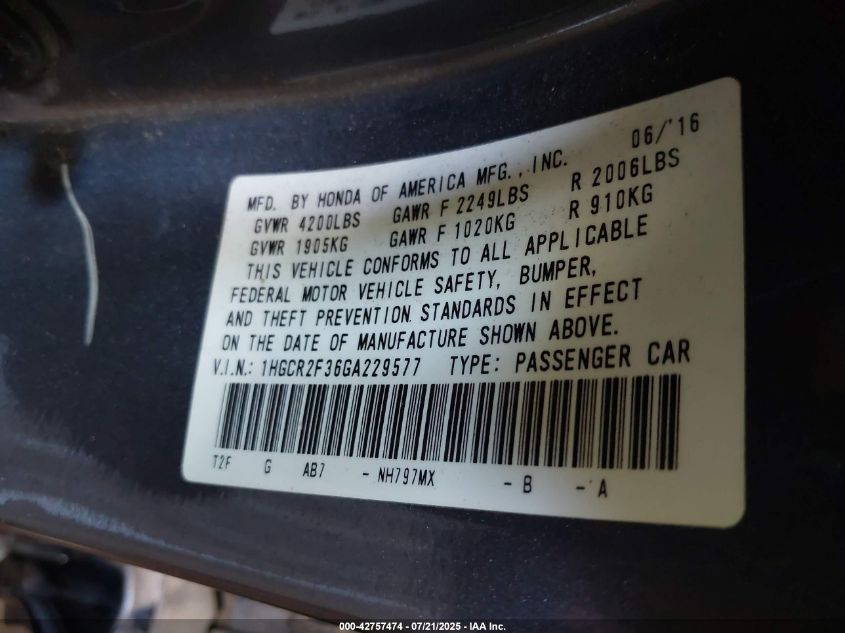 06/'16
MFD. BY HONDA OF AMERICA MFG., INC.
GVWR 4200LBS GAWR F 2249LBS R 2006LBS
GVWR 1905KG GAWR F 1020KG R 910KG
THIS VEHICLE CONFORMS TO ALL APPLICABLE
FEDERAL MOTOR VEHICLE SAFETY, BUMPER,
AND THEFT PREVENTION STANDARDS IN EFFECT
ON THE DATE OF MANUFACTURE SHOWN ABOVE.
V.I.N.: 1HGCR2F36GA229577 TYPE: PASSENGER CAR
T2F G AB7 - NH797MX - B - A
000-42757474 | 07/21/2025 - IAA Inc.